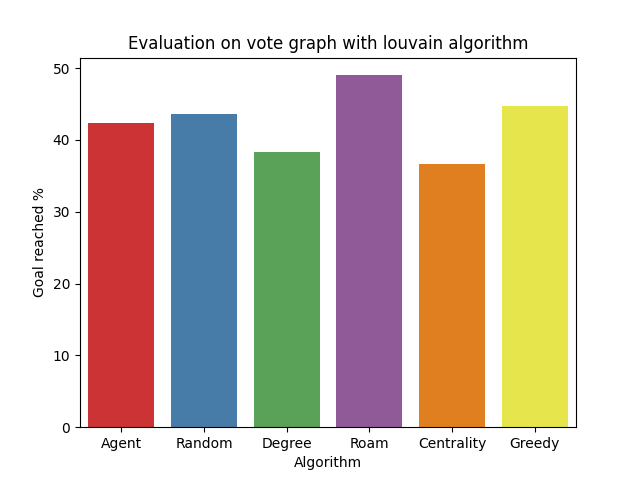 Evaluation on vote graph with louvain algorithm
Goal reached %
50
40
30
20
10
0
Agent Random Degree Roam Centrality Greedy
Algorithm